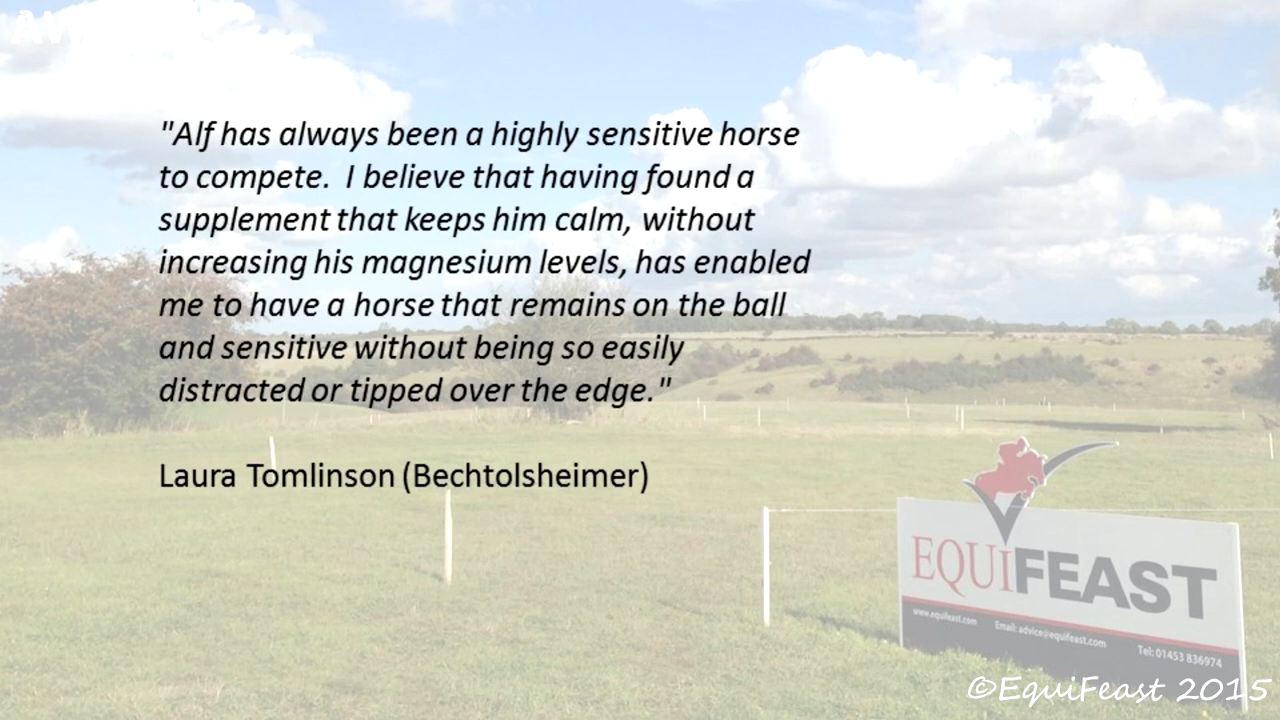 "Alf has always been a highly sensitive horse
to compete.  I believe that having found a
supplement that keeps him calm, without
increasing his magnesium levels, has enabled
me to have a horse that remains on the ball
and sensitive without being so easily
distracted or tipped over the edge."
Laura Tomlinson (Bechtolsheimer)
EQUIFEAST
www.equifeast.com Email: advice@equifeast.com Tel: 01453 836974
©EquiFeast 2015